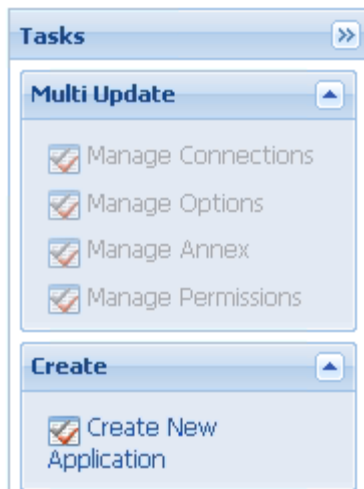 Tasks
Multi Update
Manage Connections
Manage Options
Manage Annex
Manage Permissions
Create
Create New
Application